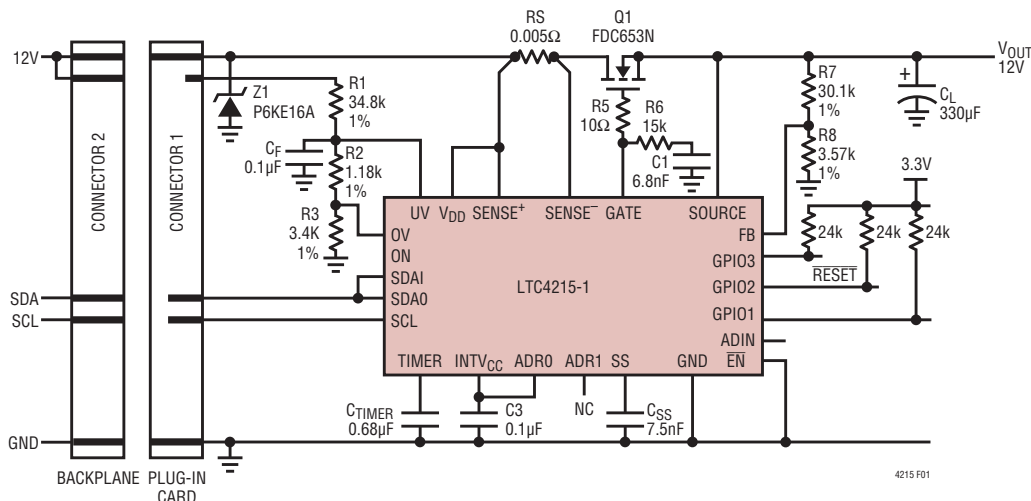 RS
0.005Ω
Q1
FDC653N
12V
VOUT
12V
Z1
P6KE16A
R1
34.8k
1%
R5
10Ω
R6
15k
R7
30.1k
1%
+
CL
330µF
CONNECTOR 2
CONNECTOR 1
CF
0.1µF
R2
1.18k
1%
C1
6.8nF
R8
3.57k
1%
3.3V
R3
3.4K
1%
UV
VDD
SENSE+
SENSE–
GATE
SOURCE
OV
ON
SDAI
SDA0
SCL
LTC4215-1
FB
GPIO3
GPIO2
GPIO1
ADIN
EN
24k
24k
24k
RESET
SDA
SCL
TIMER
INTVCC
ADR0
ADR1
SS
GND
CTIMER
0.68µF
C3
0.1µF
NC
CSS
7.5nF
GND
BACKPLANE
PLUG-IN
CARD
4215 F01